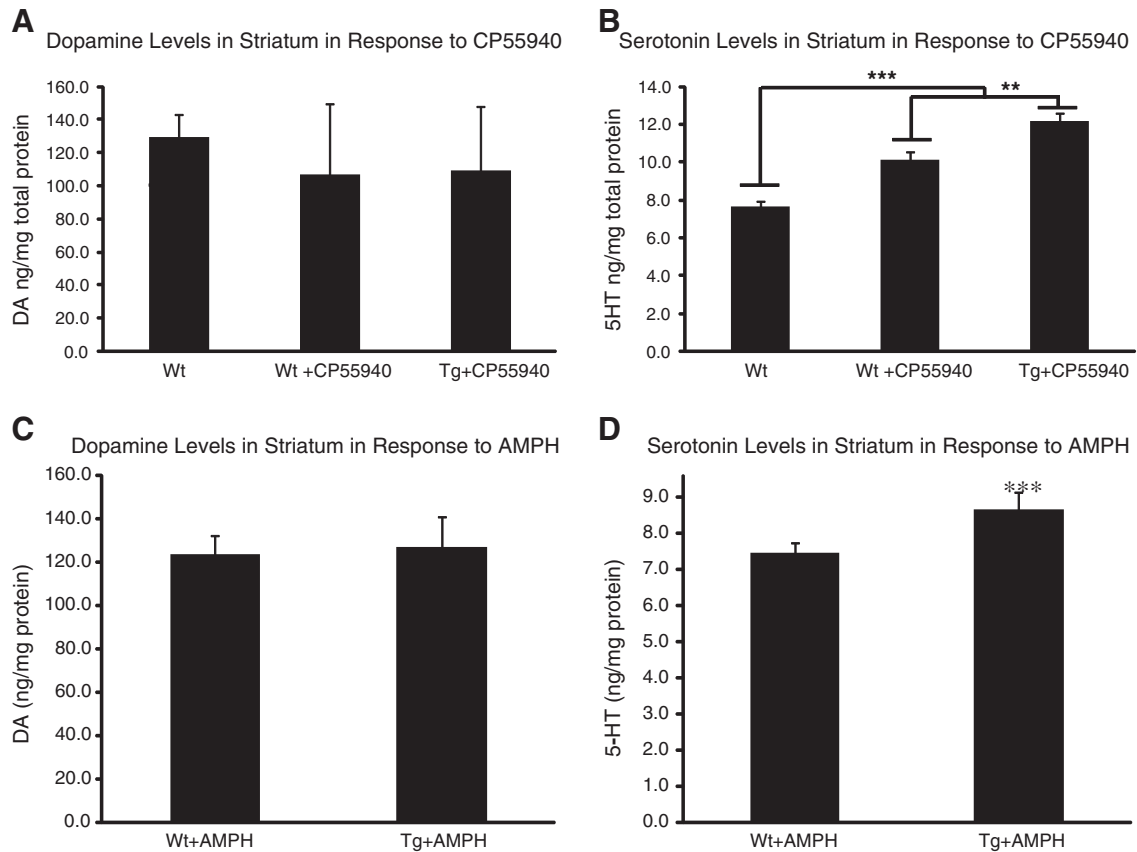 A
Dopamine Levels in Striatum in Response to CP55940
160.0
140.0
120.0
100.0
80.0
60.0
40.0
20.0
0.0
DA ng/mg total protein
Wt
Wt +CP55940
Tg+CP55940
B
Serotonin Levels in Striatum in Response to CP55940
14.0
12.0
10.0
8.0
6.0
4.0
2.0
0.0
5HT ng/mg total protein
***
**
Wt
Wt +CP55940
Tg+CP55940
C
Dopamine Levels in Striatum in Response to AMPH
160.0
140.0
120.0
100.0
80.0
60.0
40.0
20.0
0.0
DA (ng/mg protein)
Wt+AMPH
Tg+AMPH
D
Serotonin Levels in Striatum in Response to AMPH
9.0
8.0
7.0
6.0
5.0
4.0
3.0
2.0
1.0
0.0
5-HT (ng/mg protein)
***
Wt+AMPH
Tg+AMPH